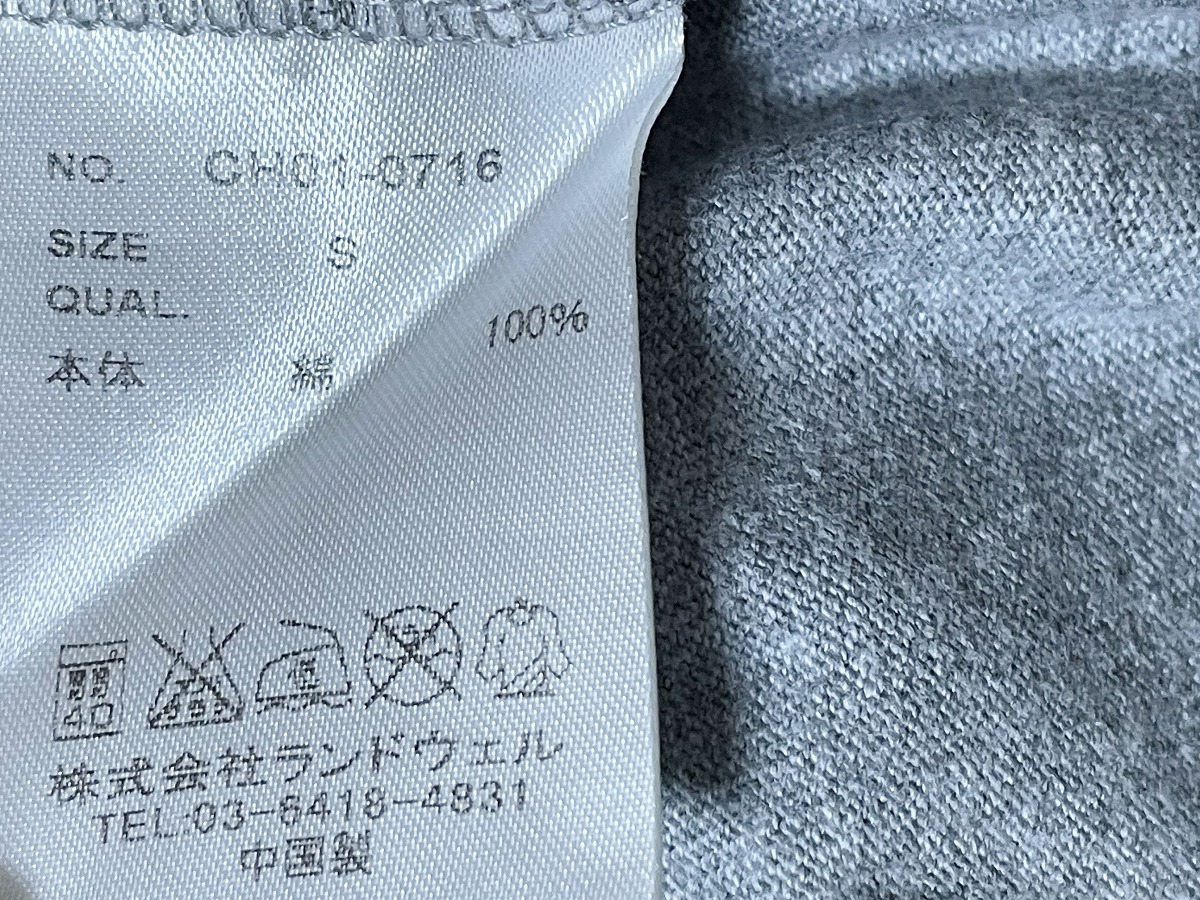 NO. CH01-0716
SIZE S
QUAL.
本体 綿 100%
40
株式会社ランドウェル
TEL:03-6418-4831
中国製